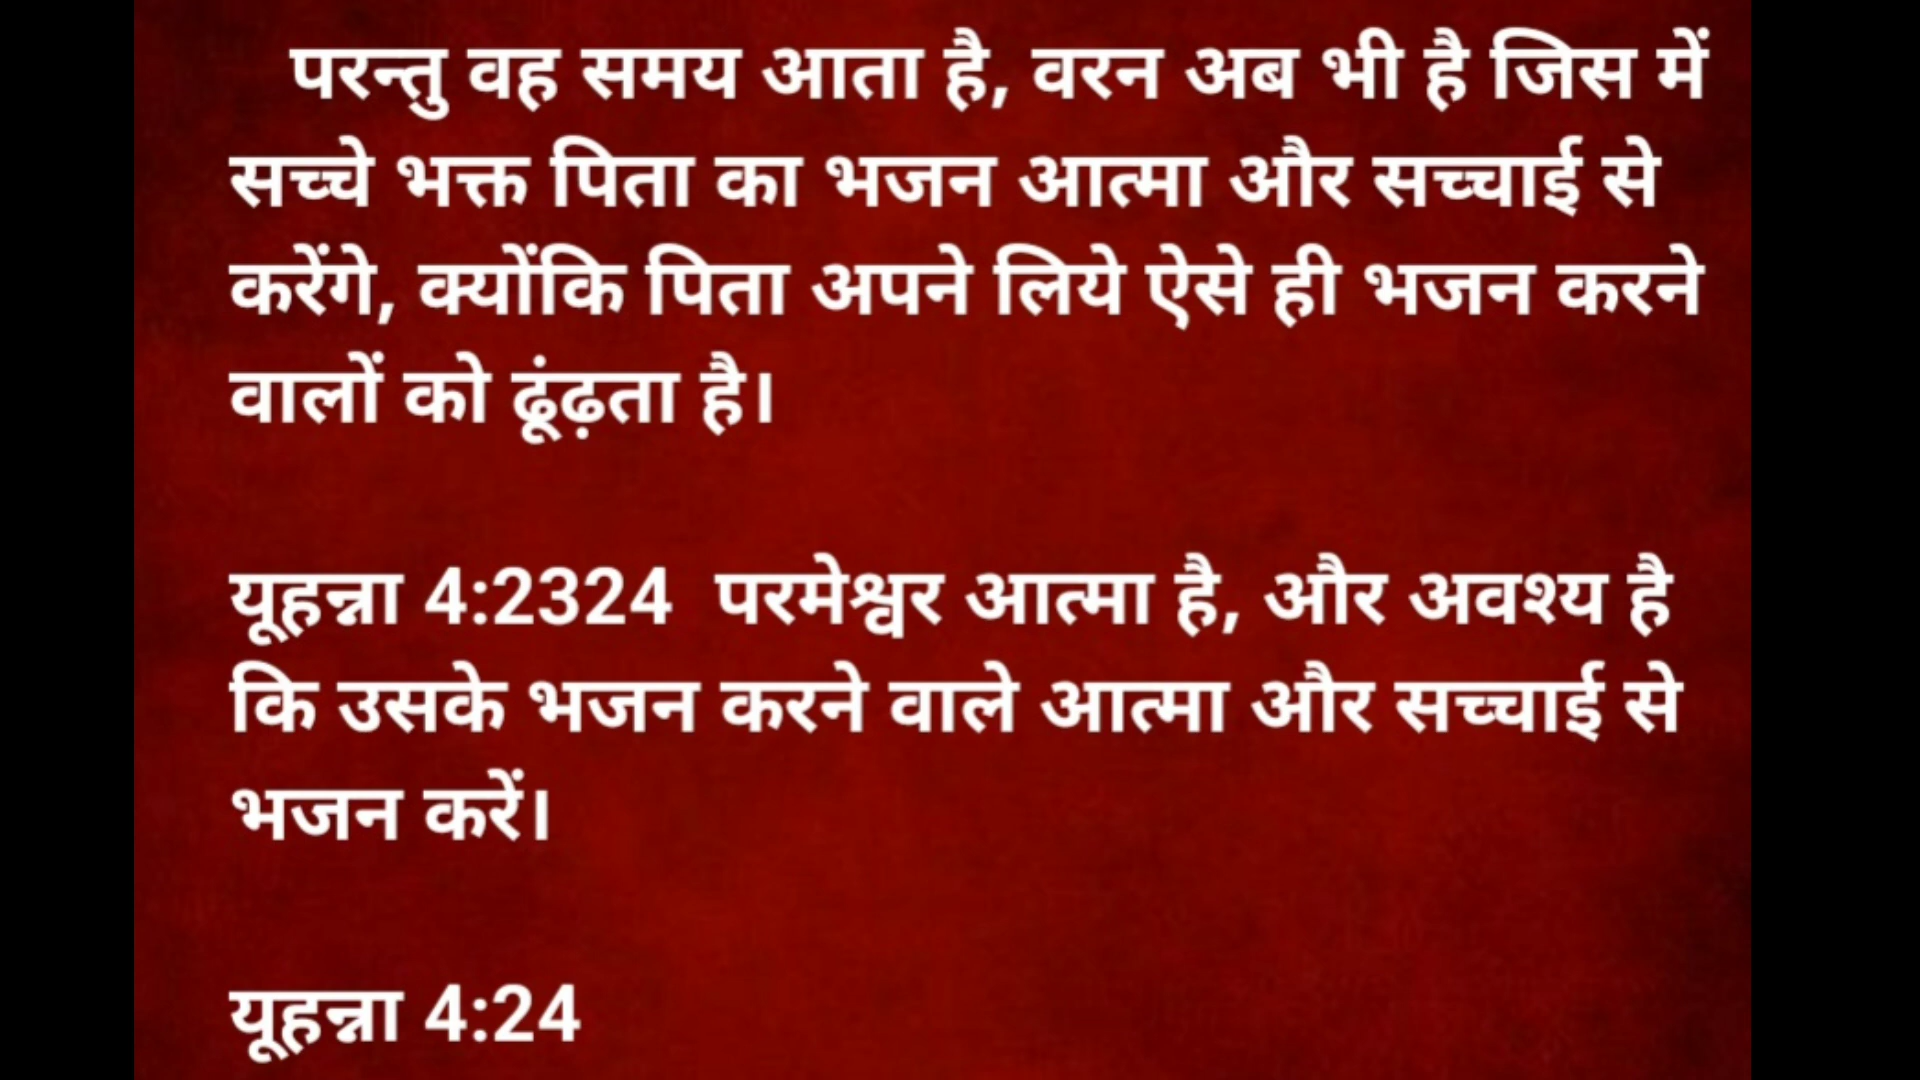 परन्तु वह समय आता है, वरन अब भी है जिस में
सच्चे भक्त पिता का भजन आत्मा और सच्चाई से
करेंगे, क्योंकि पिता अपने लिये ऐसे ही भजन करने
वालों को ढूंढ़ता है।
यूहन्ना 4:2324  परमेश्वर आत्मा है, और अवश्य है
कि उसके भजन करने वाले आत्मा और सच्चाई से
भजन करें।
यूहन्ना 4:24